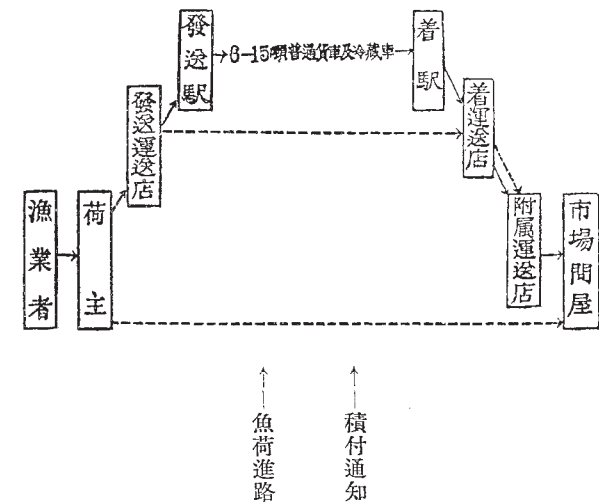 漁業者
荷主
發送運送店
發送駅
6-15噸普通貨車及冷蔵車
着駅
着運送店
附属運送店
市場問屋
積付通知
魚荷進路